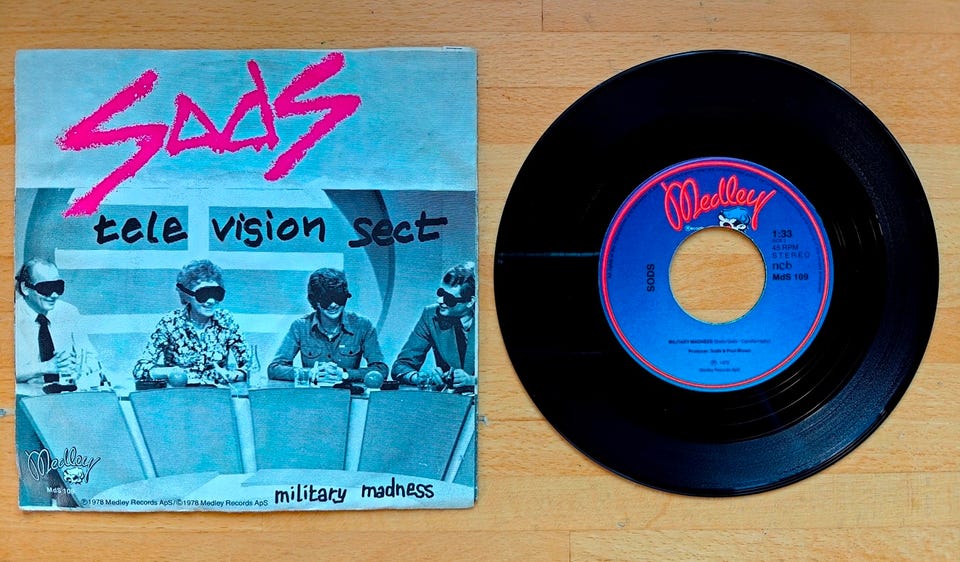 Sods
tele vision sect
Medley
MdS 109
℗1978 Medley Records ApS/©1978 Medley Records ApS
military madness
Medley
1:33
45 RPM
STEREO
ncb
MdS 109
SODS
MILITARY MADNESS
Producer: Sods & Poul Bruun
℗ 1978
Medley Records ApS